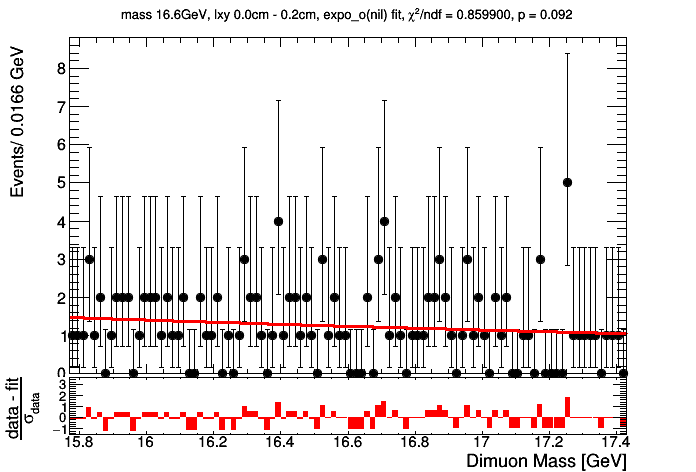 mass 16.6GeV, lxy 0.0cm - 0.2cm, expo_o(nil) fit, χ²/ndf = 0.859900, p = 0.092
Events/ 0.0166 GeV
8
7
6
5
4
3
2
1
0
data - fit
σdata
3
2
1
0
−1
15.8 16 16.2 16.4 16.6 16.8 17 17.2 17.4
Dimuon Mass [GeV]